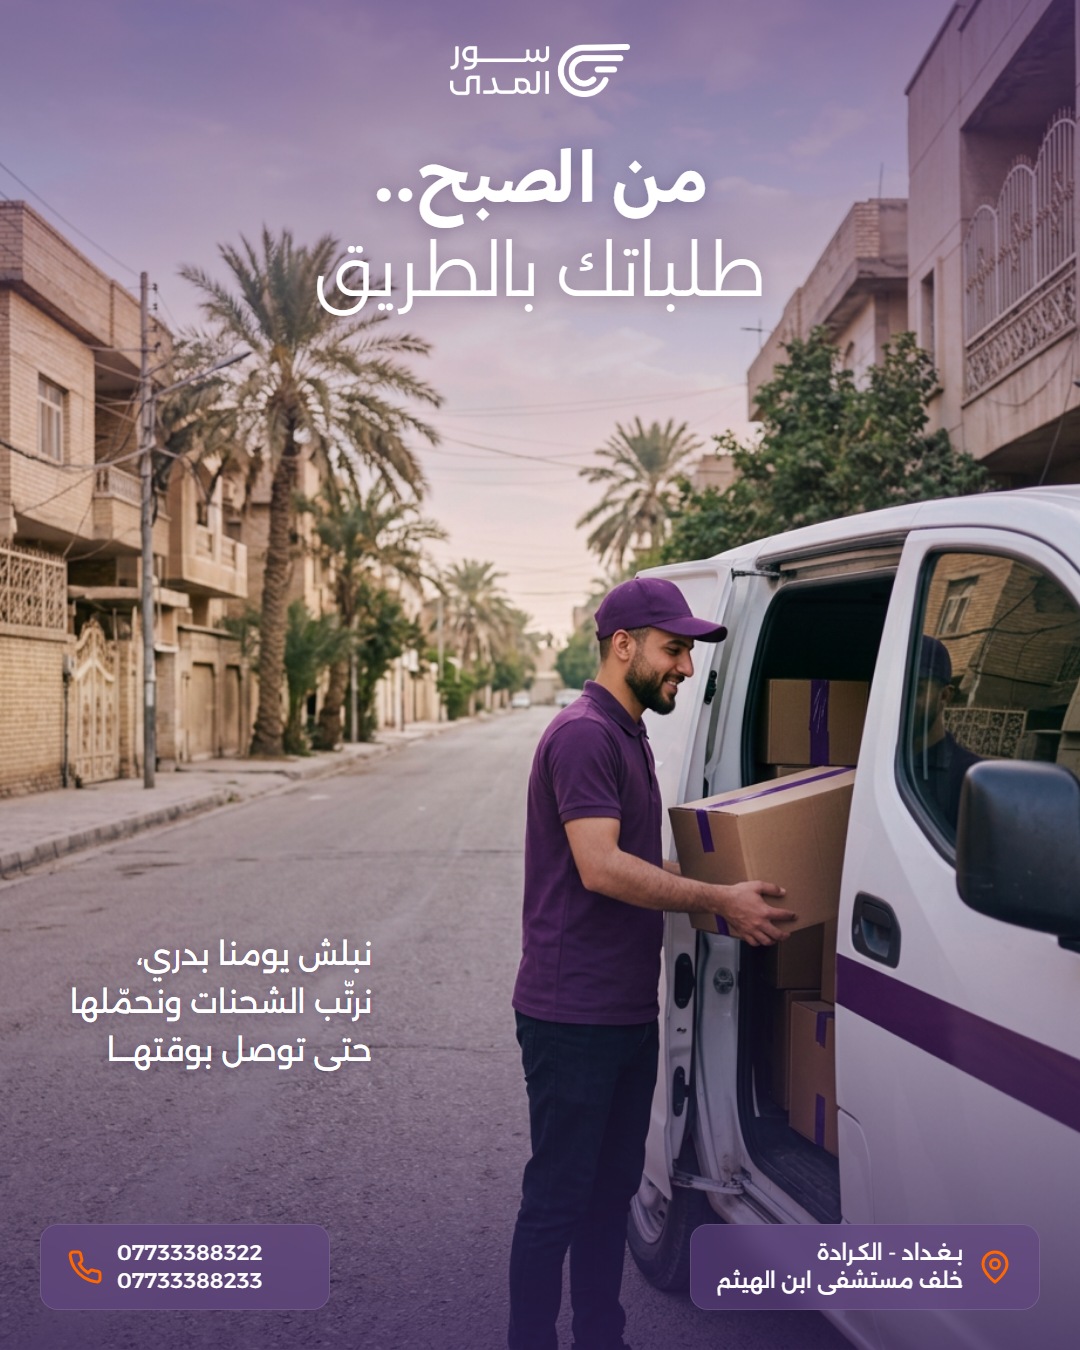 سور
المدى
من الصبح..
طلباتك بالطريق
نبلش يومنا بدري،
نرتّب الشحنات ونحمّلها
حتى توصل بوقتهـا
بغداد - الكرادة
خلف مستشفى ابن الهيثم
07733388322
07733388233